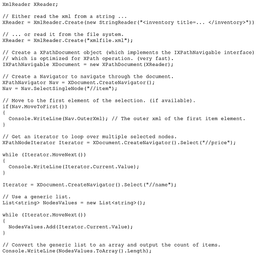 XmlReader XReader;
// Either read the xml from a string ...
XReader = XmlReader.Create(new StringReader("<inventory title=... </inventory>"))
// ... or read it from the file system.
XReader = XmlReader.Create("xmlfile.xml");
// Create a XPathDocument object (which implements the IXPathNavigable interface)
// which is optimized for XPath operation. (very fast).
IXPathNavigable XDocument = new XPathDocument(XReader);
// Create a Navigator to navigate through the document.
XPathNavigator Nav = XDocument.CreateNavigator();
Nav = Nav.SelectSingleNode("//item");
// Move to the first element of the selection. (if available).
if(Nav.MoveToFirst())
{
Console.WriteLine(Nav.OuterXml); // The outer xml of the first item element.
}
// Get an iterator to loop over multiple selected nodes.
XPathNodeIterator Iterator = XDocument.CreateNavigator().Select("//price");
while (Iterator.MoveNext())
{
Console.WriteLine(Iterator.Current.Value);
}
Iterator = XDocument.CreateNavigator().Select("//name");
// Use a generic list.
List<string> NodesValues = new List<string>();
while (Iterator.MoveNext())
{
NodesValues.Add(Iterator.Current.Value);
}
// Convert the generic list to an array and output the count of items.
Console.WriteLine(NodesValues.ToArray().Length);